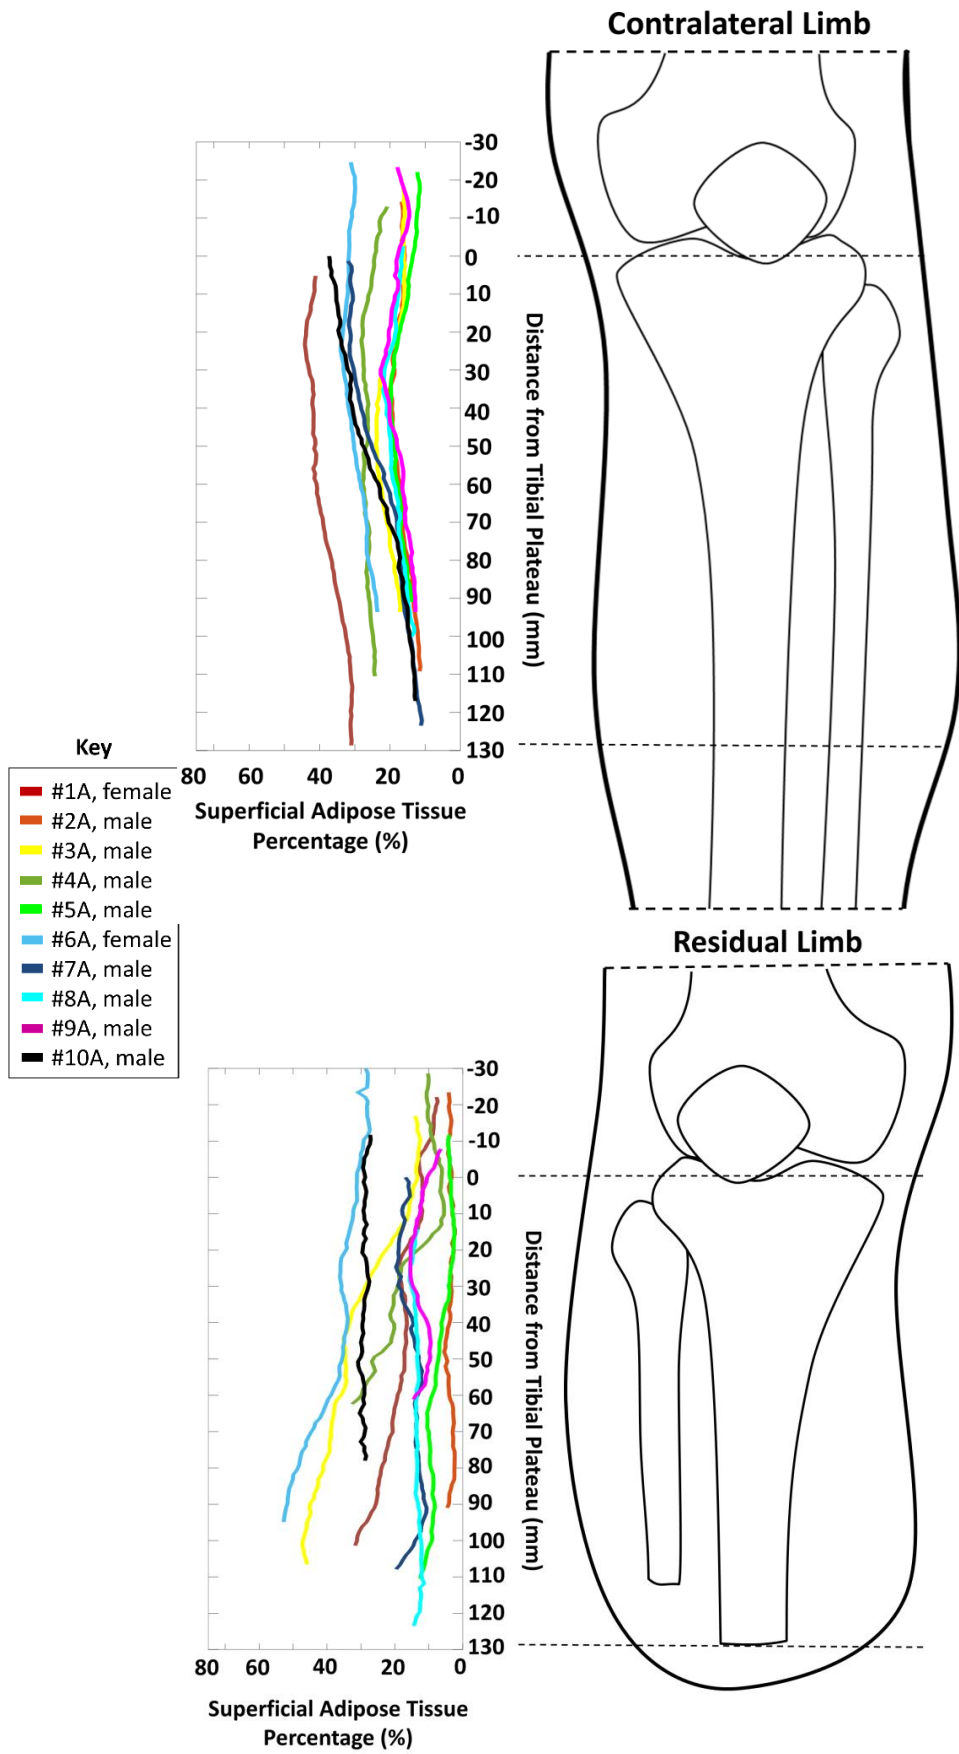 Contralateral Limb
-30
-20
-10
0
10
20
30
40
50
60
70
80
90
100
110
120
130
Distance from Tibial Plateau (mm)
80 60 40 20 0
Superficial Adipose Tissue
Percentage (%)
Key
#1A, female
#2A, male
#3A, male
#4A, male
#5A, male
#6A, female
#7A, male
#8A, male
#9A, male
#10A, male
Residual Limb
-30
-20
-10
0
10
20
30
40
50
60
70
80
90
100
110
120
130
Distance from Tibial Plateau (mm)
80 60 40 20 0
Superficial Adipose Tissue
Percentage (%)